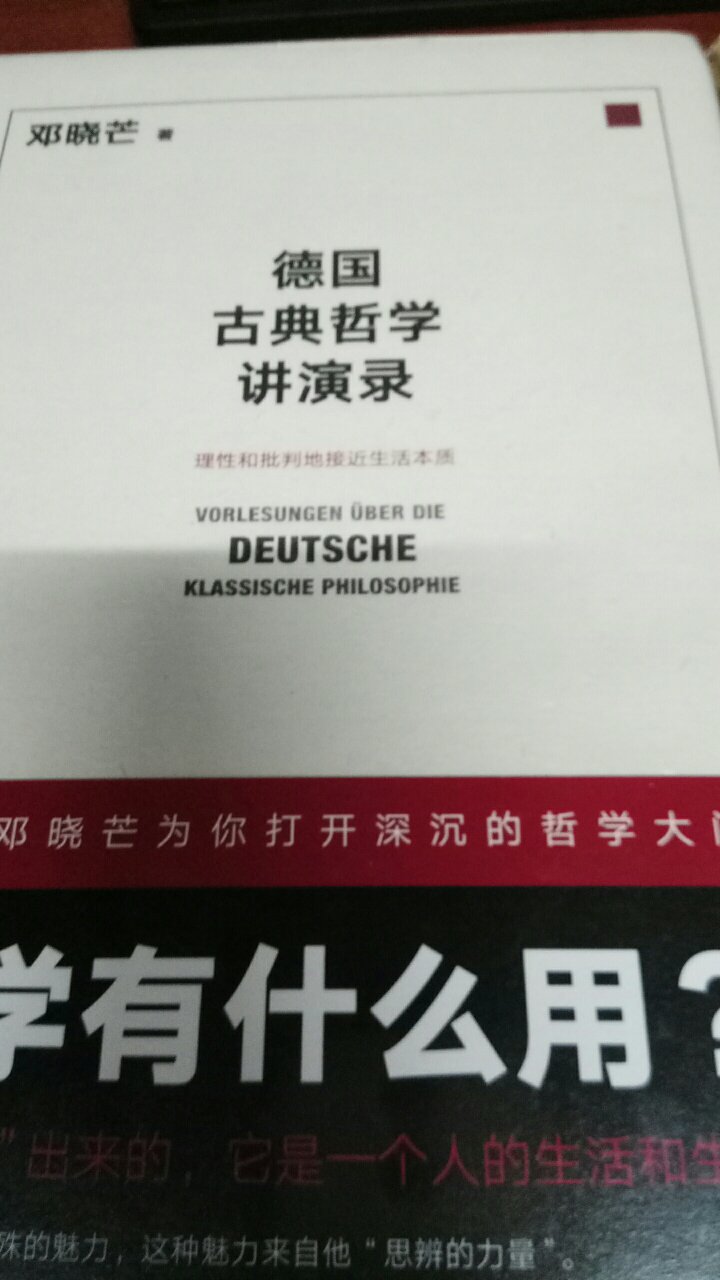 邓晓芒 著
德国
古典哲学
讲演录
理性和批判地接近生活本质
VORLESUNGEN ÜBER DIE
DEUTSCHE
KLASSISCHE PHILOSOPHIE
邓晓芒为你打开深沉的哲学大
学有什么用？
”出来的，它是一个人的生活和生
殊的魅力，这种魅力来自他“思辨的力量”。